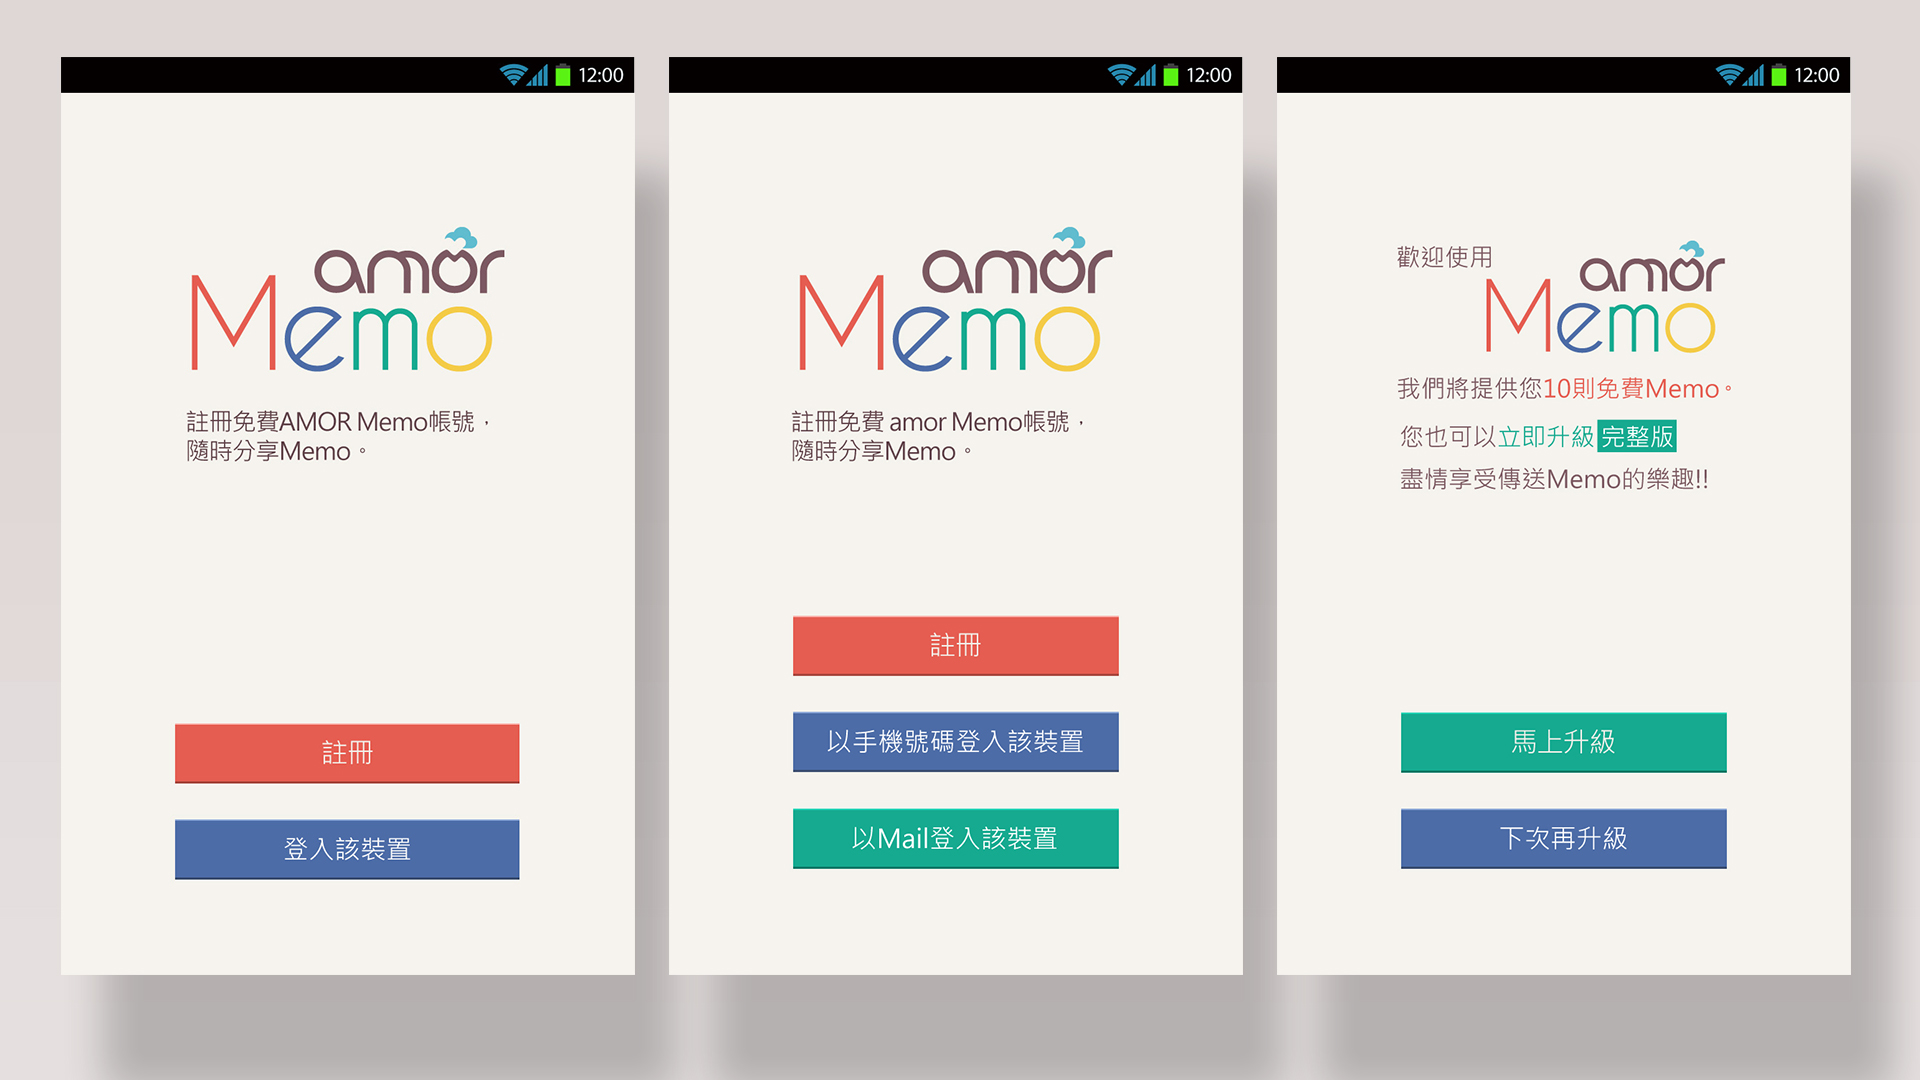 12:00
amor
Memo
註冊免費AMOR Memo帳號，
隨時分享Memo。
註冊
登入該裝置
12:00
amor
Memo
註冊免費 amor Memo帳號，
隨時分享Memo。
註冊
以手機號碼登入該裝置
以Mail登入該裝置
12:00
歡迎使用
amor
Memo
我們將提供您10則免費Memo。
您也可以立即升級 完整版
盡情享受傳送Memo的樂趣!!
馬上升級
下次再升級